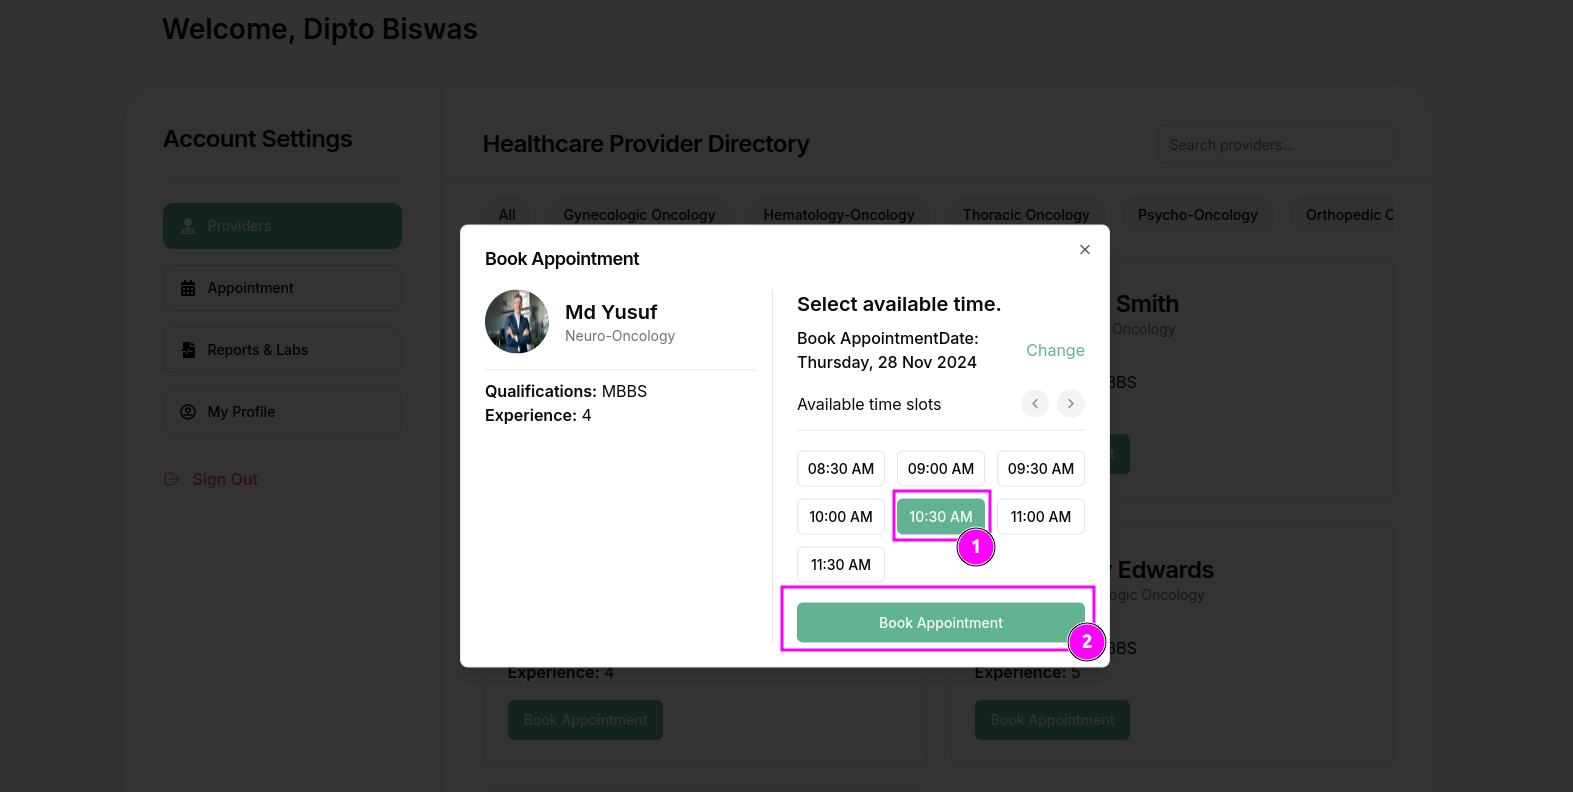 Welcome, Dipto Biswas
Account Settings
Providers
Appointment
Reports & Labs
My Profile
Sign Out
Healthcare Provider Directory
Search providers...
All
Gynecologic Oncology
Hematology-Oncology
Thoracic Oncology
Psycho-Oncology
Orthopedic C
Smith
Oncology
BBS
t
Edwards
ogic Oncology
BBS
Experience: 4
Experience: 5
Book Appointment
Book Appointment
Book Appointment
Md Yusuf
Neuro-Oncology
Qualifications: MBBS
Experience: 4
Select available time.
Book AppointmentDate:
Thursday, 28 Nov 2024
Change
Available time slots
08:30 AM
09:00 AM
09:30 AM
10:00 AM
10:30 AM
11:00 AM
1
11:30 AM
Book Appointment
2